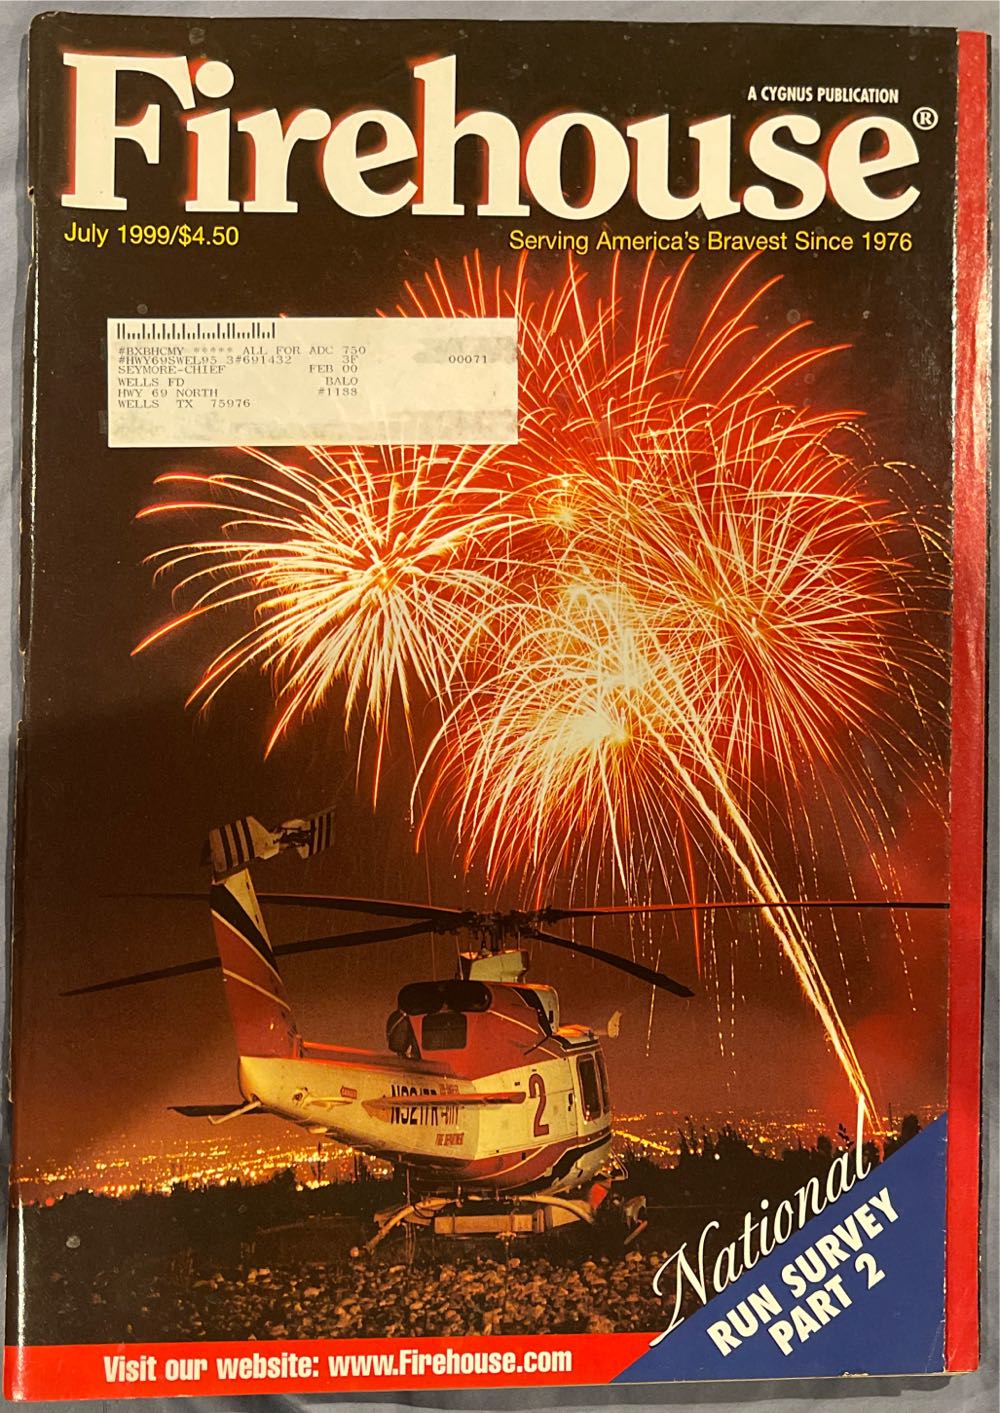 Firehouse®
A CYGNUS PUBLICATION
July 1999/$4.50
Serving America's Bravest Since 1976
#BXBHCMY ***** ALL FOR ADC 750
#HWY69SWEL95 3#691432 3F 00071
SEYMORE-CHIEF FEB 00
WELLS FD BALO
HWY 69 NORTH #1188
WELLS TX 75976
2
National
RUN SURVEY
PART 2
Visit our website: www.Firehouse.com